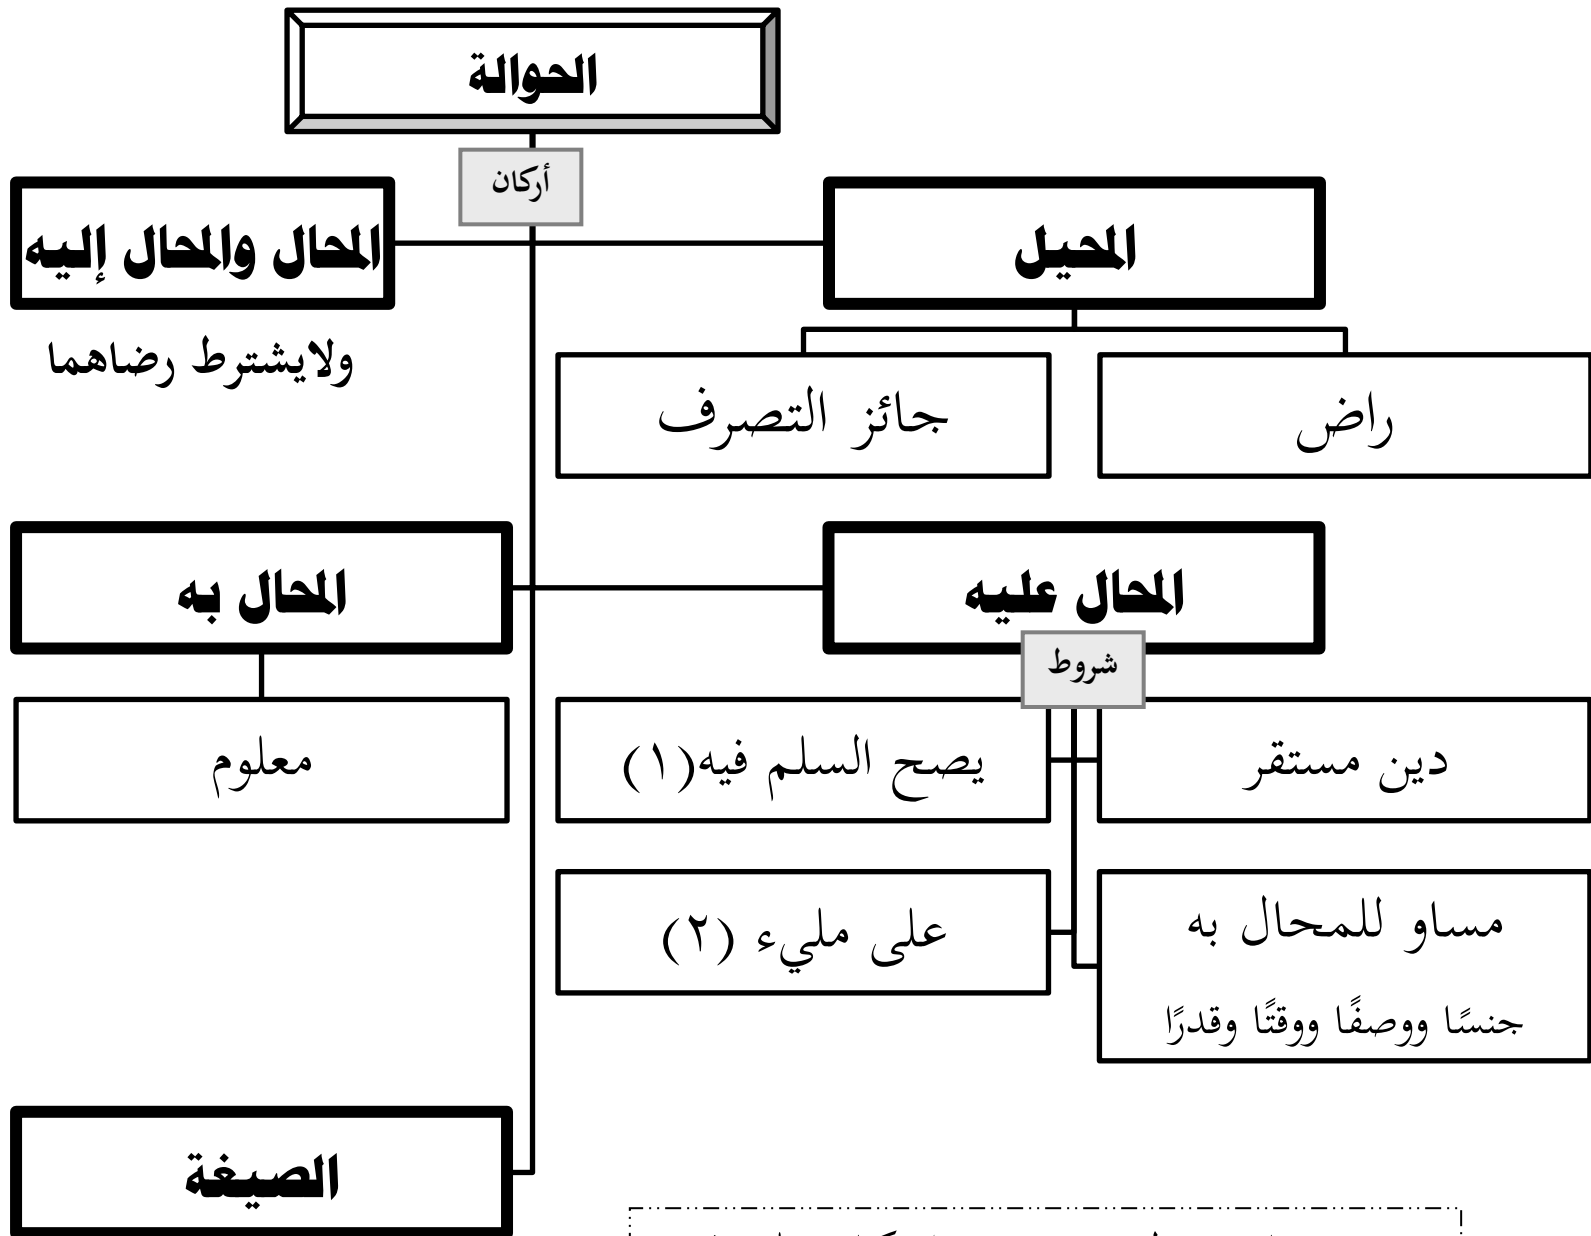 الحوالة
أركان
المحيل
المحال والمحال إليه
ولايشترط رضاهما
راض
جائز التصرف
المحال عليه
المحال به
شروط
معلوم
دين مستقر
يصح السلم فيه(١)
مساو للمحال به
جنسًا ووصفًا ووقتًا وقدرًا
على مليء (٢)
الصيغة